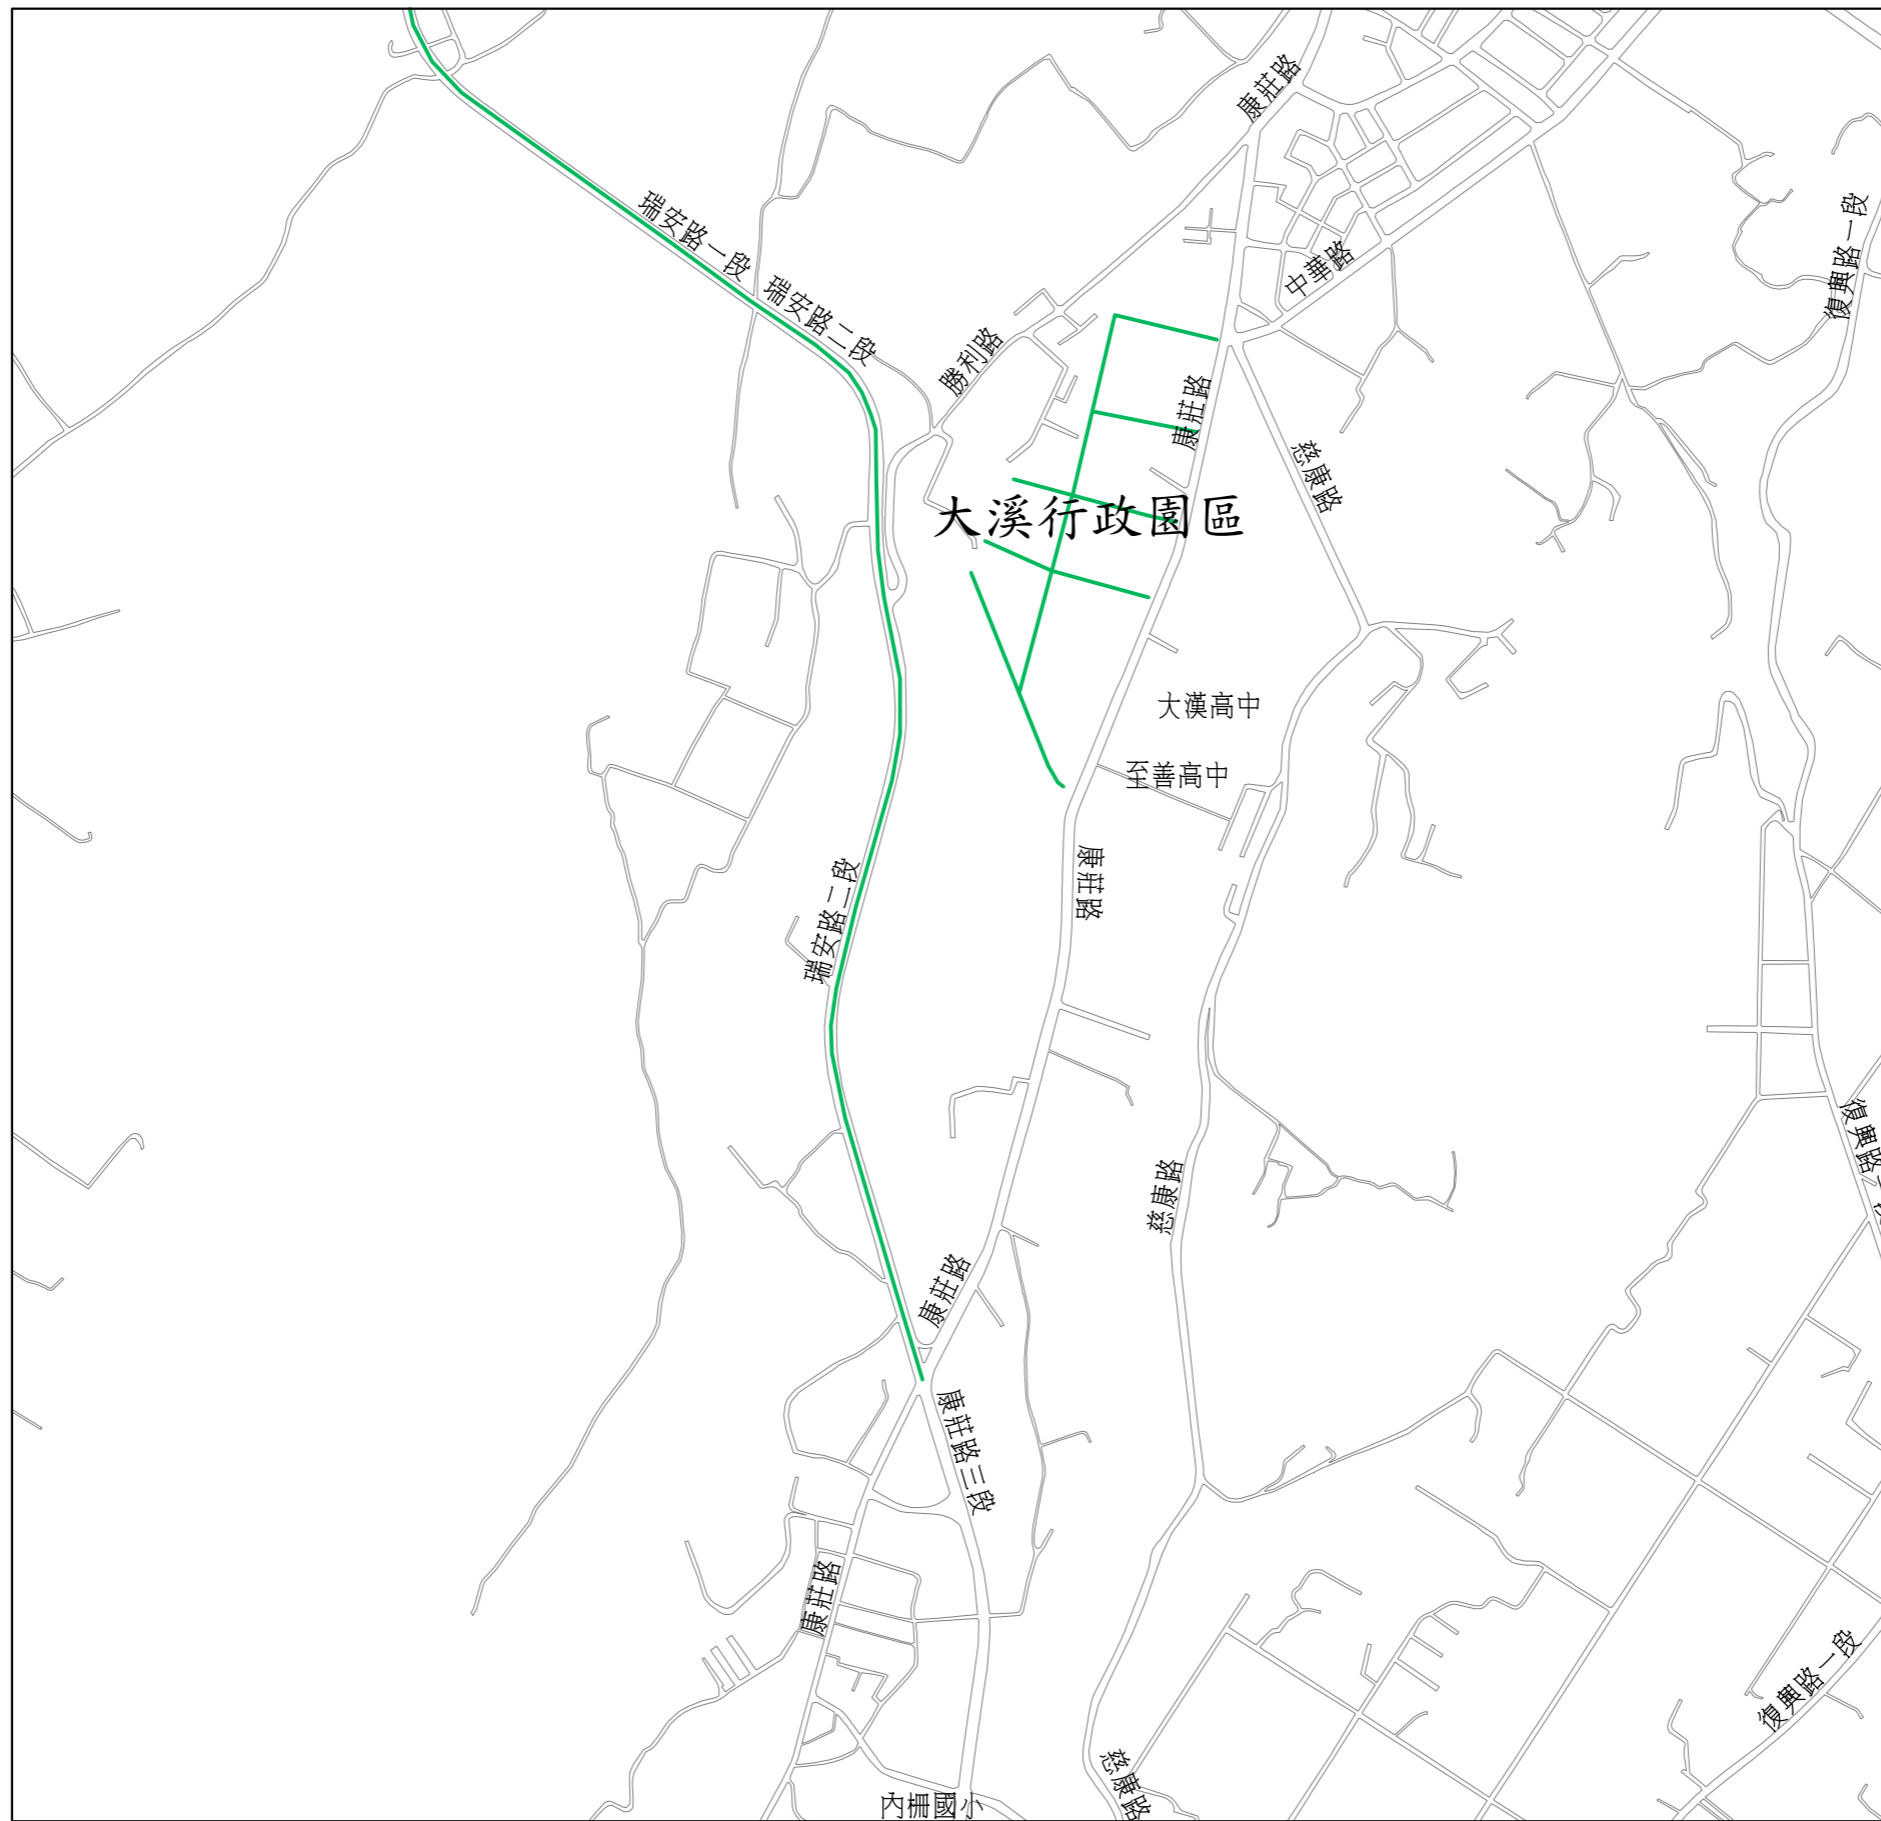 康莊路
瑞安路一段
復興路一段
中華路
瑞安路二段
勝利路
康莊路
慈康路
大溪行政園區
大漢高中
至善高中
康莊路
瑞安路二段
復興路
慈康路
康莊路
康莊路三段
康莊路
復興路一段
慈康路
內柵國小